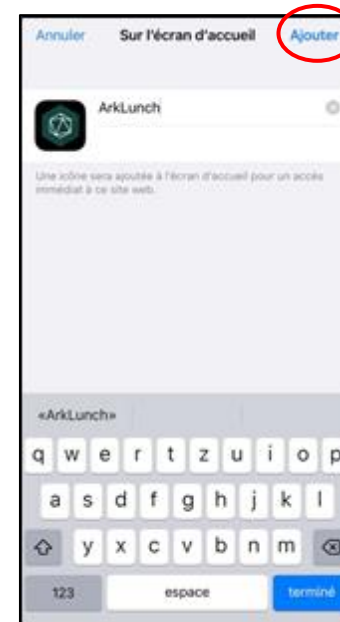 Annuler Sur l'écran d'accueil Ajouter
ArkLunch
Une icône sera ajoutée à l'écran d'accueil pour un accès
immédiat à ce site web.
«ArkLunch»
q w e r t z u i o p
a s d f g h j k l
y x c v b n m
123 espace terminé